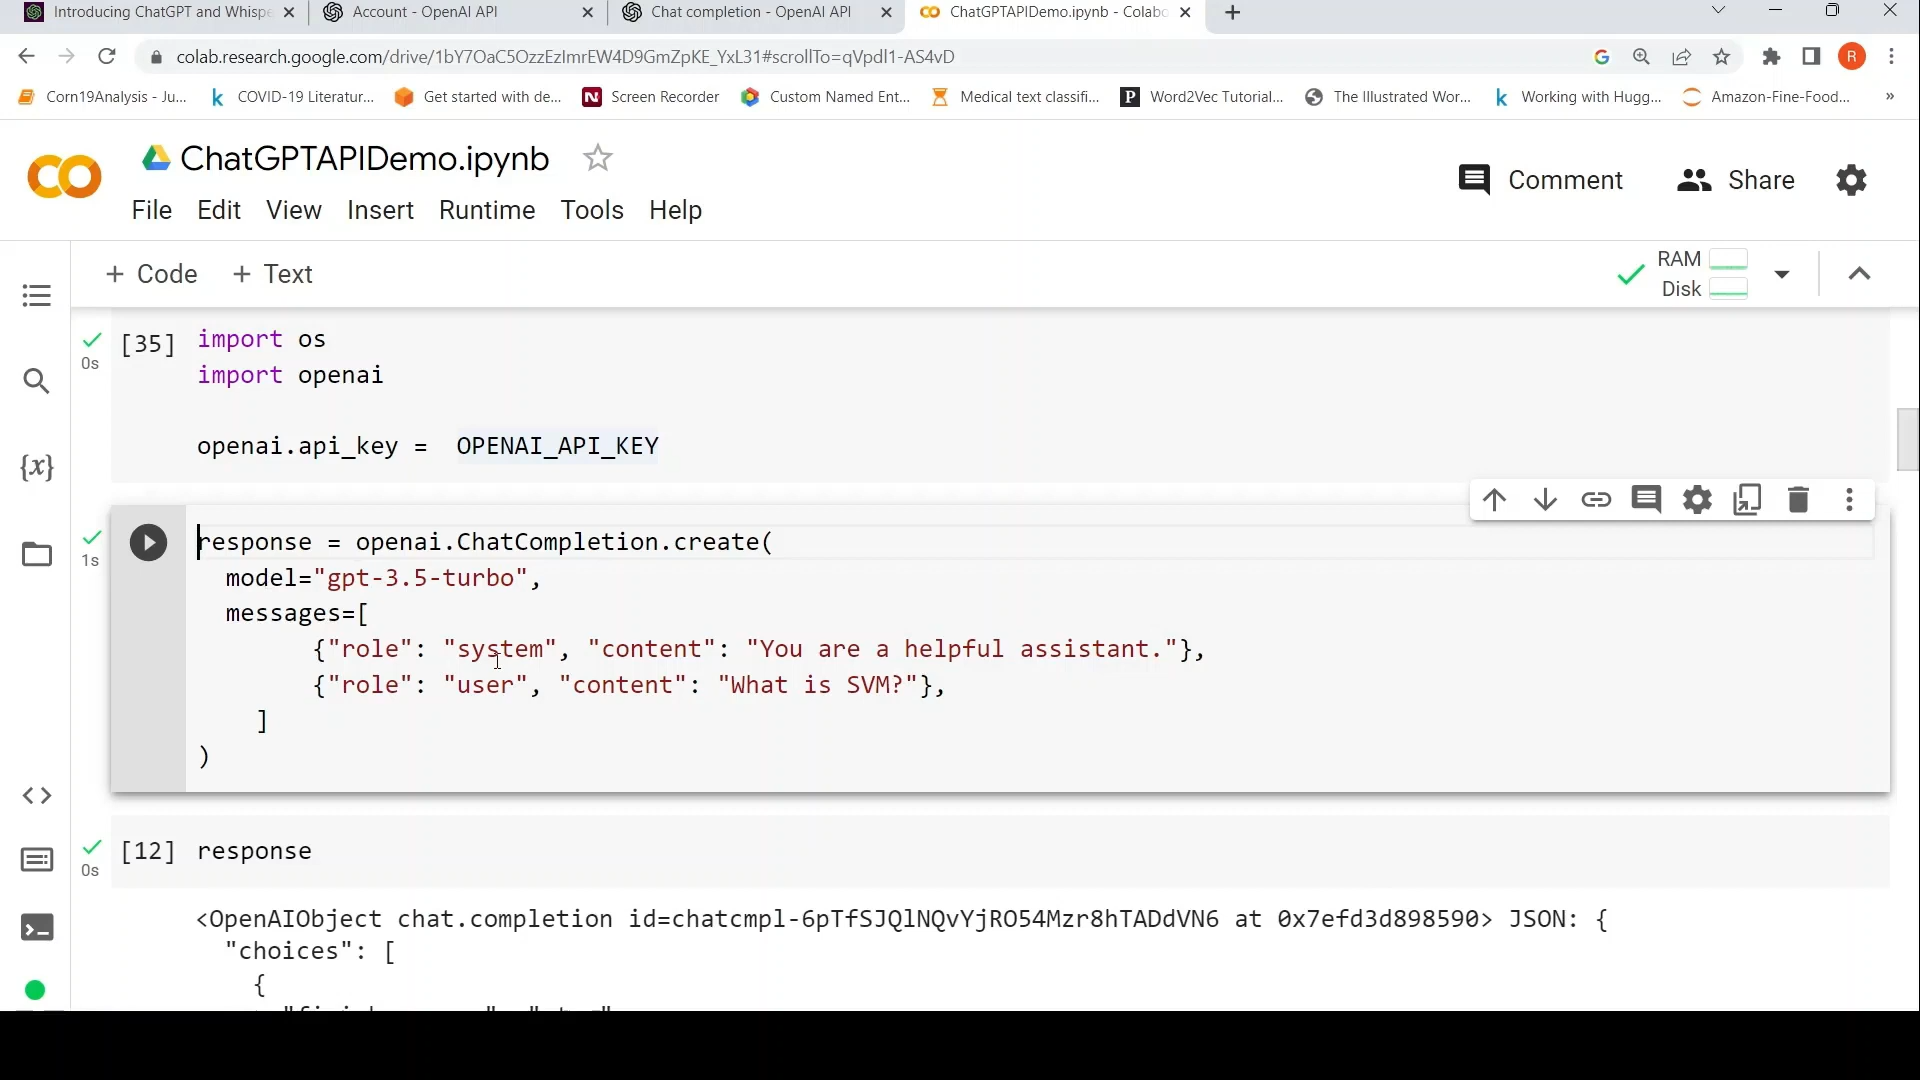 Introducing ChatGPT and Whispe
Account - OpenAI API
Chat completion - OpenAI API
ChatGPTAPIDemo.ipynb - Colabo
colab.research.google.com/drive/1bY7OaC5OzzEzImrEW4D9GmZpKE_YxL31#scrollTo=qVpdl1-AS4vD
R
Corn19Analysis - Ju...
COVID-19 Literatur...
Get started with de...
Screen Recorder
Custom Named Ent...
Medical text classifi...
Word2Vec Tutorial...
The Illustrated Wor...
Working with Hugg...
Amazon-Fine-Food...
»
ChatGPTAPIDemo.ipynb
Comment
Share
File Edit View Insert Runtime Tools Help
+ Code + Text
RAM
Disk
[35] import os
0s
import openai
openai.api_key = OPENAI_API_KEY
{x}
response = openai.ChatCompletion.create(
1s
model="gpt-3.5-turbo",
messages=[
{"role": "system", "content": "You are a helpful assistant."},
{"role": "user", "content": "What is SVM?"},
]
)
[12] response
0s
<OpenAIObject chat.completion id=chatcmpl-6pTfSJQlNQvYjRO54Mzr8hTADdVN6 at 0x7efd3d898590> JSON: {
"choices": [
{